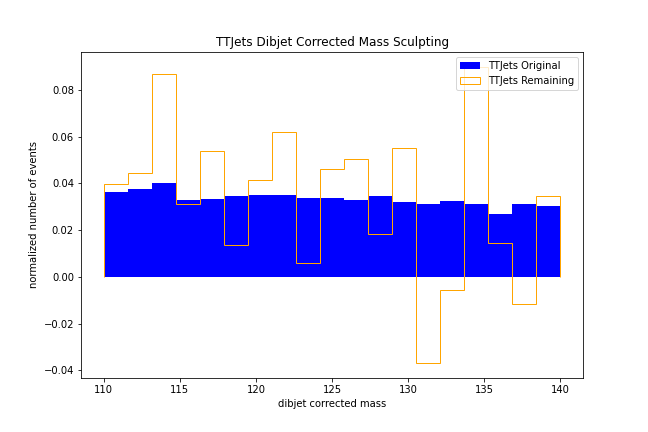 TTJets Dibjet Corrected Mass Sculpting
TTJets Original
TTJets Remaining
0.08
0.06
0.04
0.02
0.00
−0.02
−0.04
normalized number of events
110
115
120
125
130
135
140
dibjet corrected mass